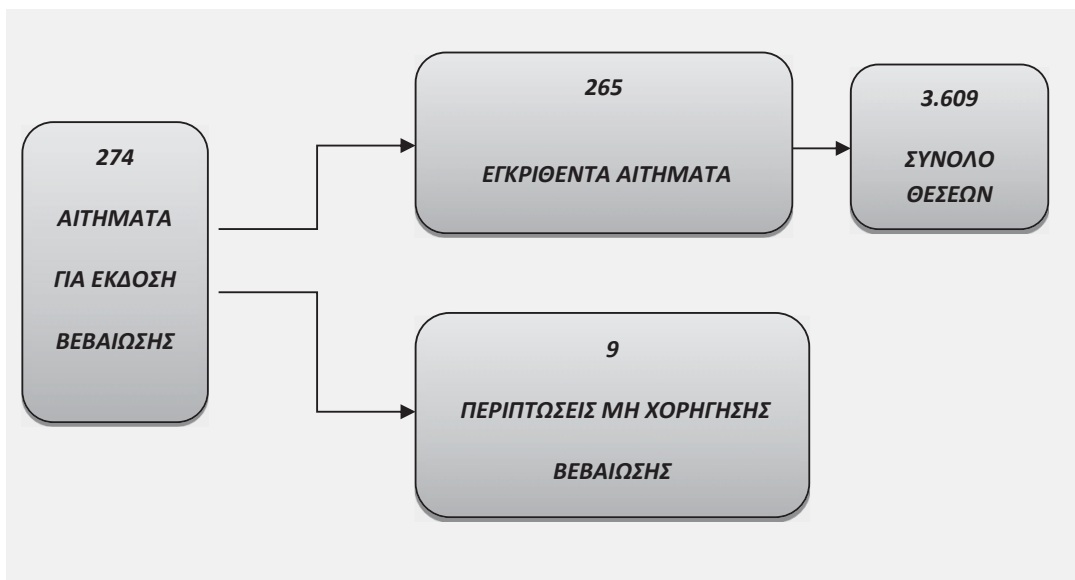 274
ΑΙΤΗΜΑΤΑ
ΓΙΑ ΕΚΔΟΣΗ
ΒΕΒΑΙΩΣΗΣ
265
ΕΓΚΡΙΘΕΝΤΑ ΑΙΤΗΜΑΤΑ
3.609
ΣΥΝΟΛΟ
ΘΕΣΕΩΝ
9
ΠΕΡΙΠΤΩΣΕΙΣ ΜΗ ΧΟΡΗΓΗΣΗΣ
ΒΕΒΑΙΩΣΗΣ